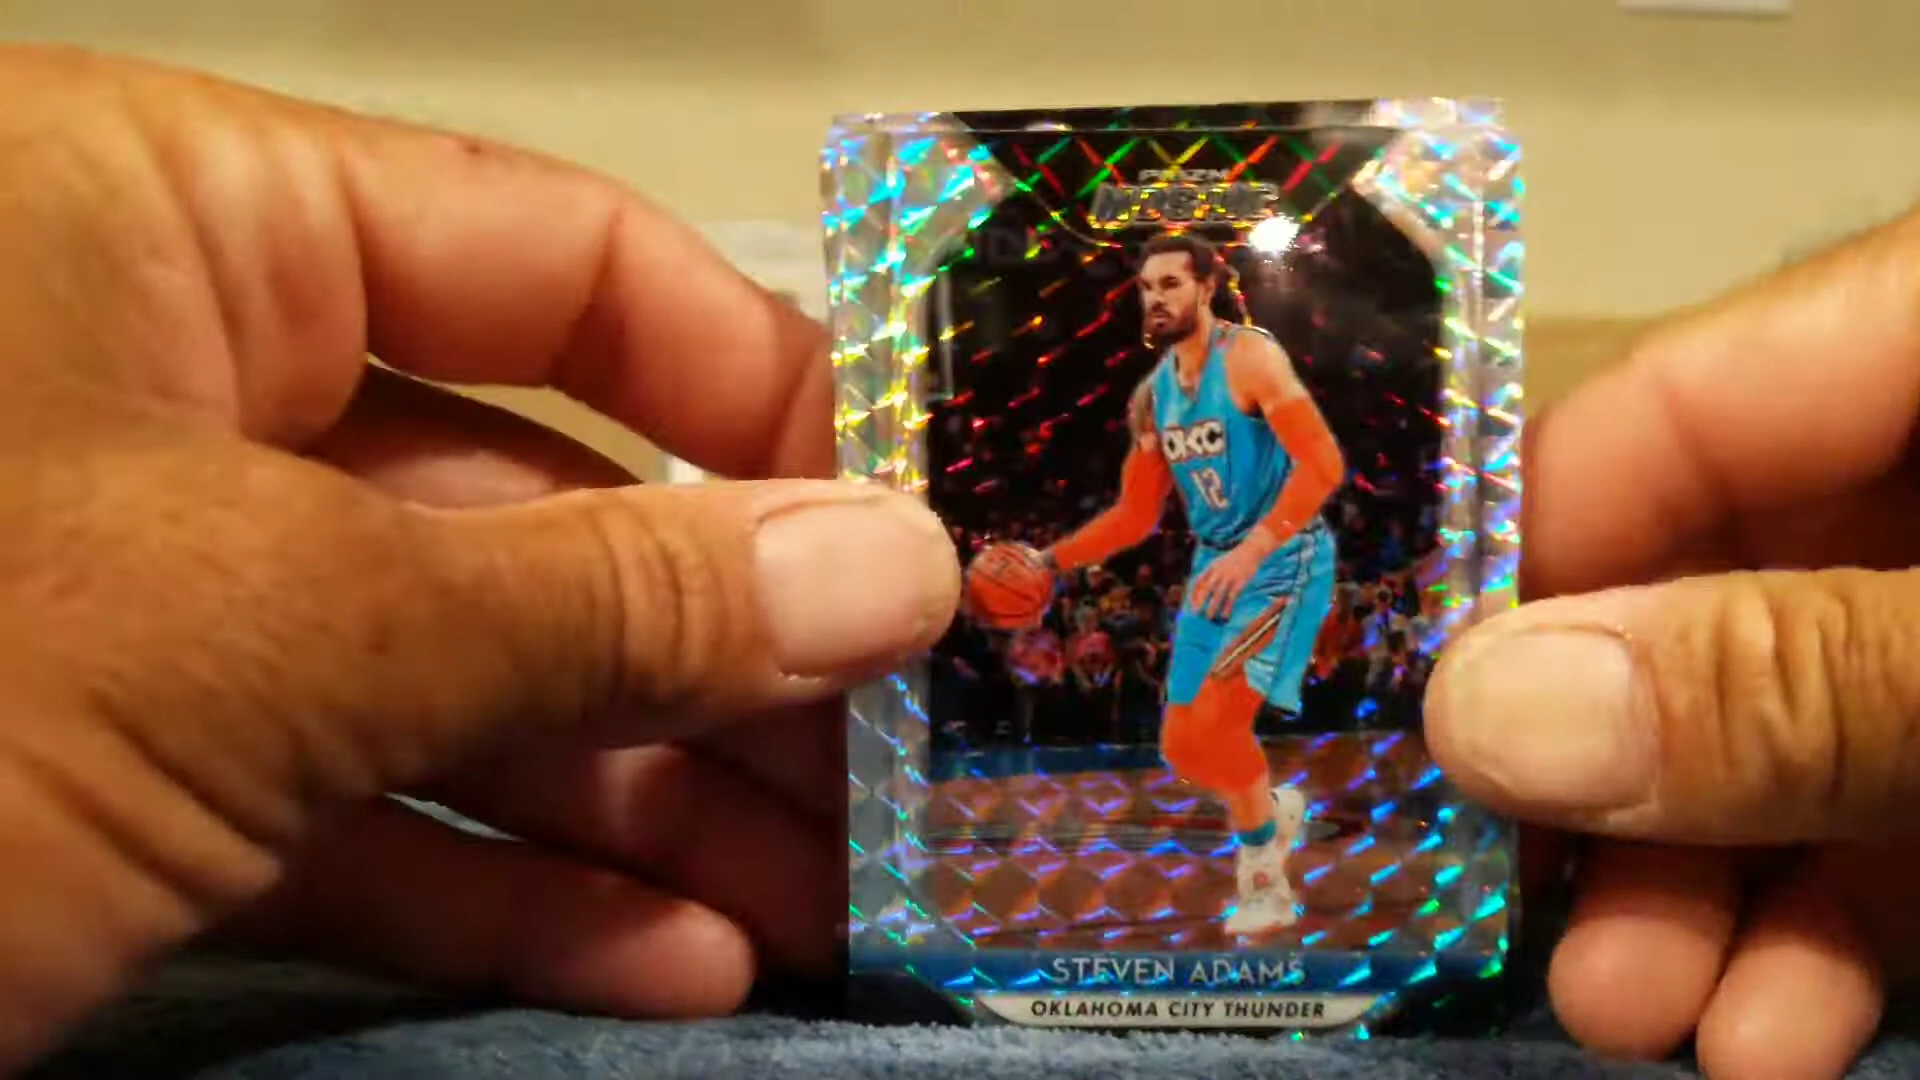 PRIZM
MOSAIC
OKC
12
STEVEN ADAMS
OKLAHOMA CITY THUNDER